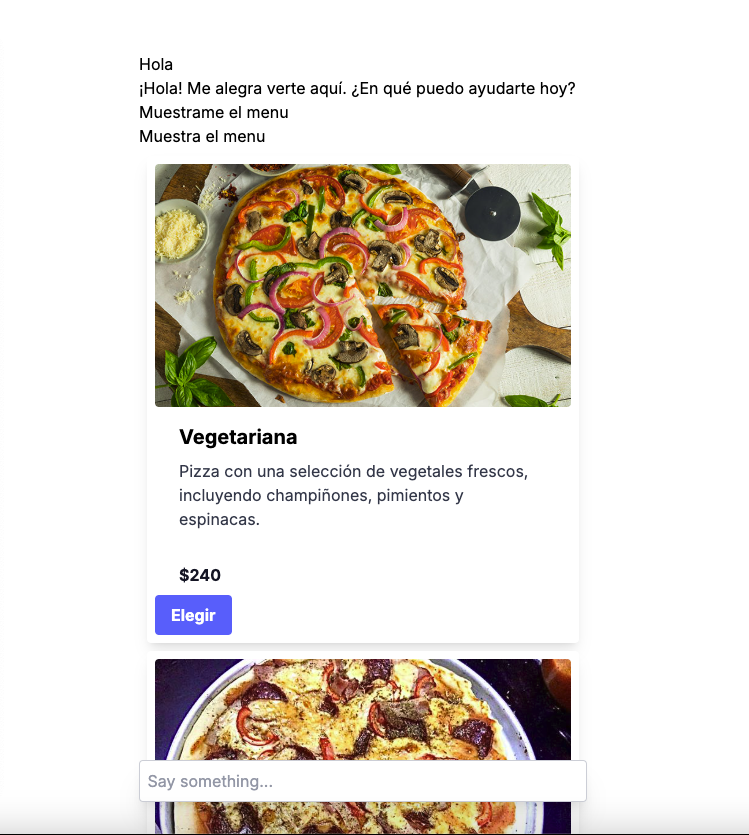 Hola
¡Hola! Me alegra verte aquí. ¿En qué puedo ayudarte hoy?
Muestrame el menu
Muestra el menu
Vegetariana
Pizza con una selección de vegetales frescos,
incluyendo champiñones, pimientos y
espinacas.
$240
Elegir
Say something...